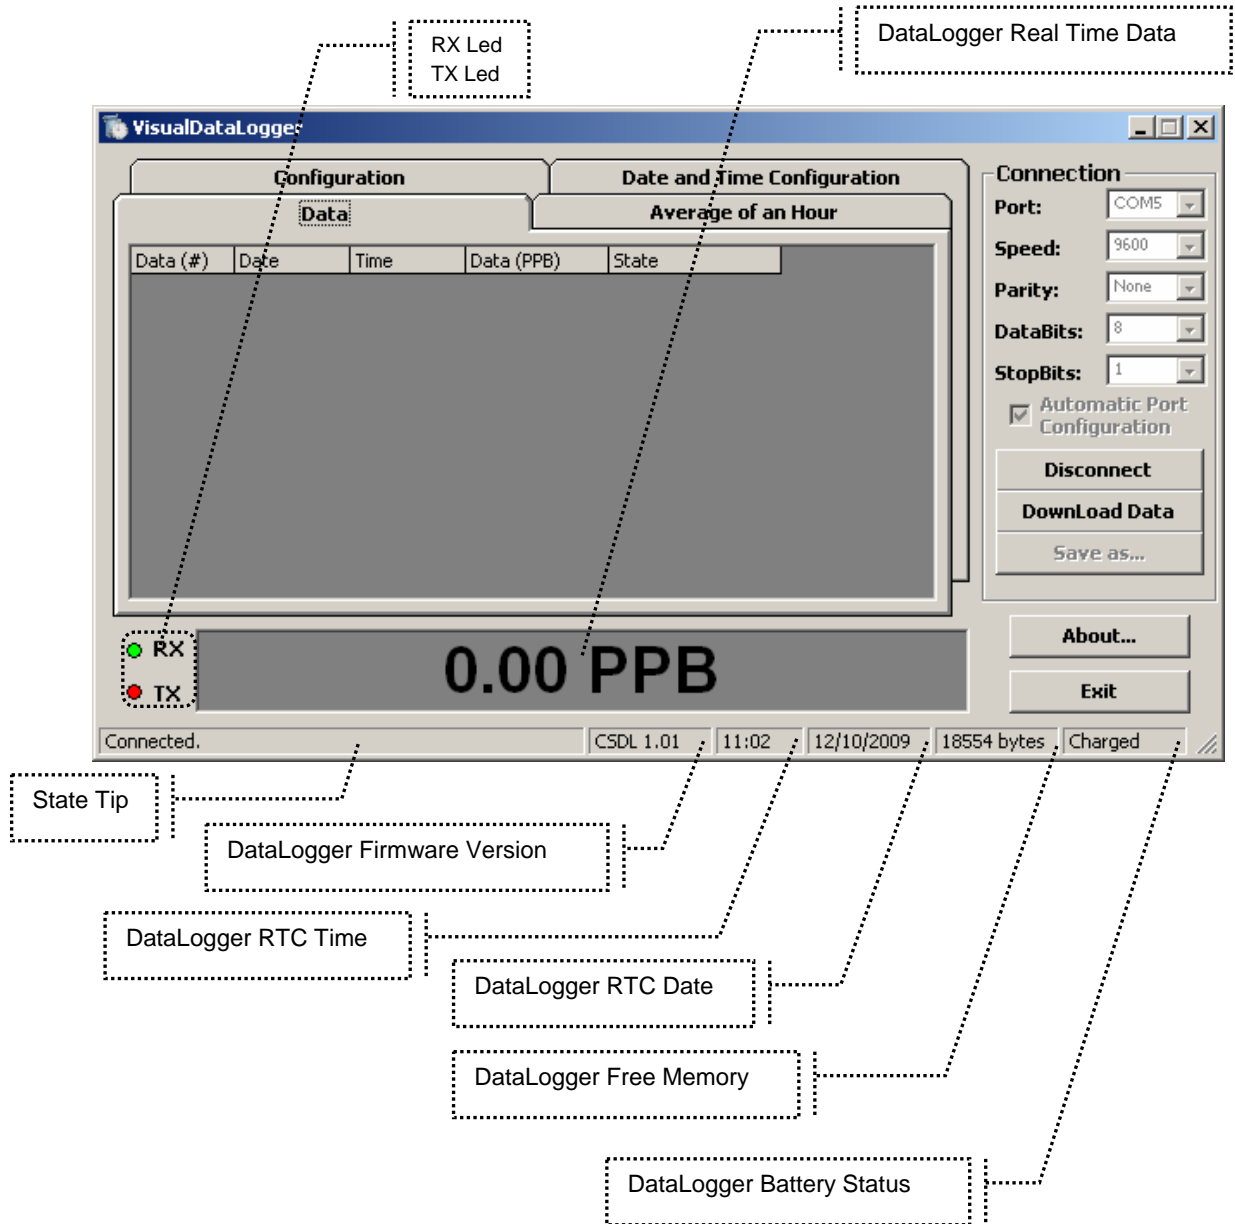 RX Led
TX Led
DataLogger Real Time Data
VisualDataLogger
Configuration
Date and Time Configuration
Data
Average of an Hour
Data (#) Date Time Data (PPB) State
Connection
Port: COM5
Speed: 9600
Parity: None
DataBits: 8
StopBits: 1
Automatic Port
Configuration
Disconnect
DownLoad Data
Save as...
RX
TX
0.00 PPB
About...
Exit
Connected. CSDL 1.01 11:02 12/10/2009 18554 bytes Charged
State Tip
DataLogger Firmware Version
DataLogger RTC Time
DataLogger RTC Date
DataLogger Free Memory
DataLogger Battery Status